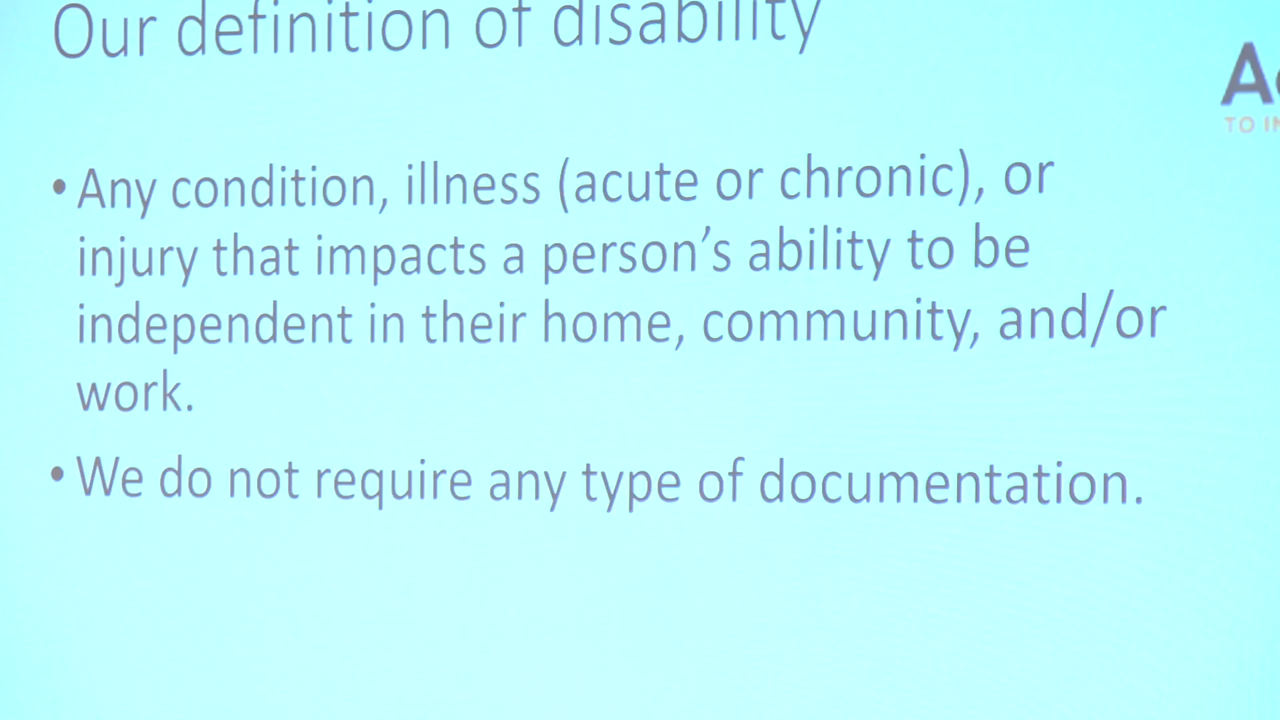 Our definition of disability
• Any condition, illness (acute or chronic), or
injury that impacts a person's ability to be
independent in their home, community, and/or
work.
• We do not require any type of documentation.
TO